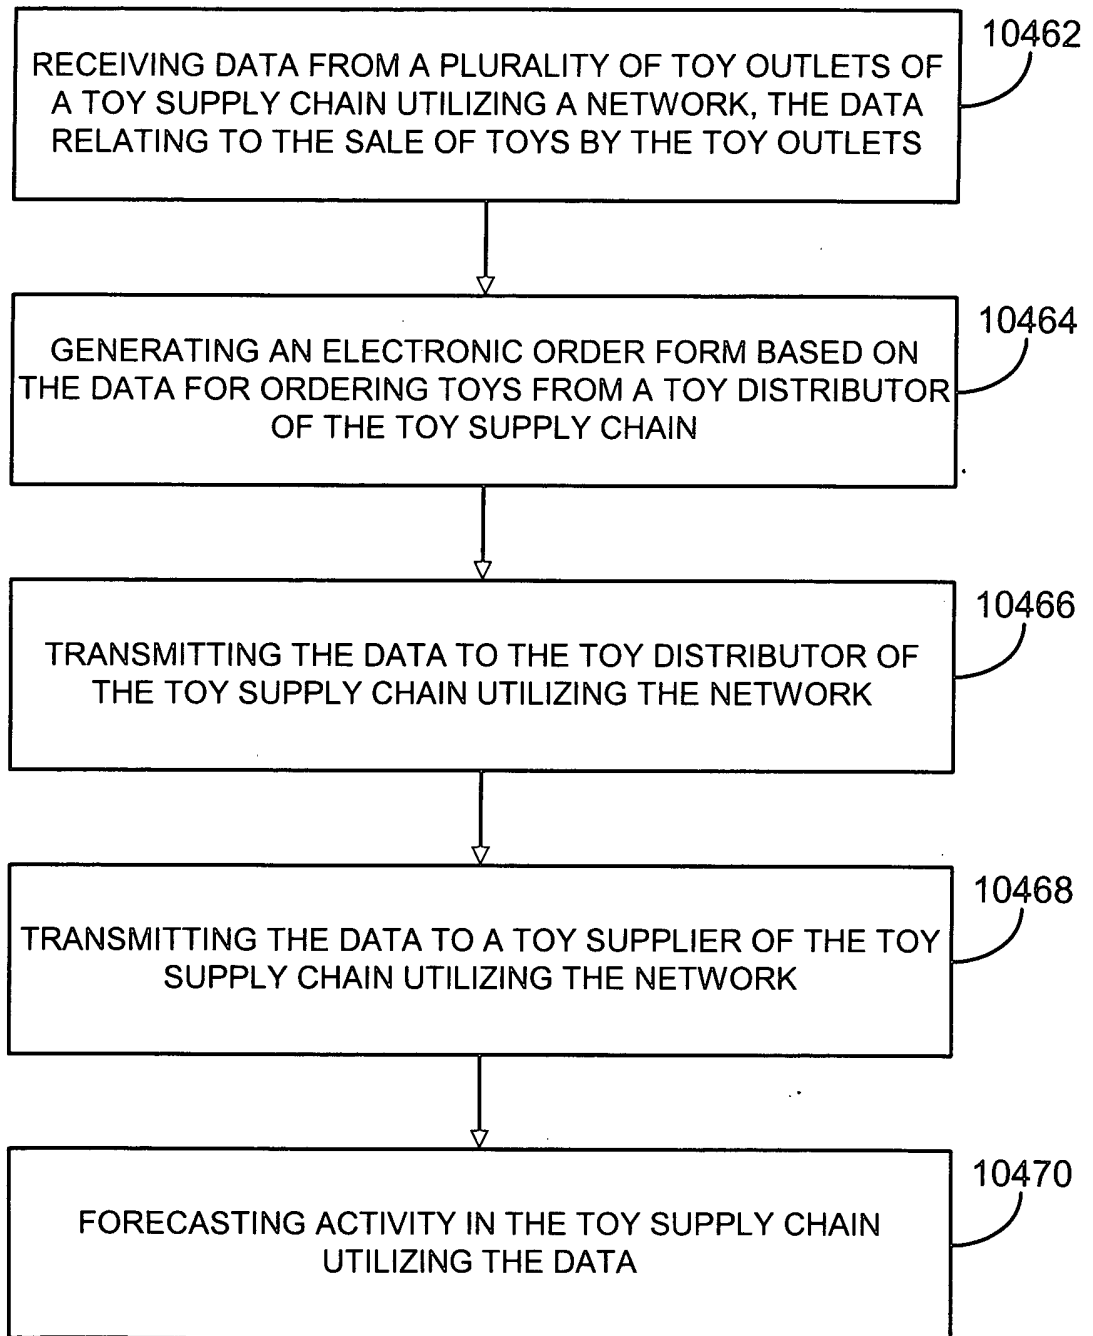 10462
RECEIVING DATA FROM A PLURALITY OF TOY OUTLETS OF
A TOY SUPPLY CHAIN UTILIZING A NETWORK, THE DATA
RELATING TO THE SALE OF TOYS BY THE TOY OUTLETS
10464
GENERATING AN ELECTRONIC ORDER FORM BASED ON
THE DATA FOR ORDERING TOYS FROM A TOY DISTRIBUTOR
OF THE TOY SUPPLY CHAIN
10466
TRANSMITTING THE DATA TO THE TOY DISTRIBUTOR OF
THE TOY SUPPLY CHAIN UTILIZING THE NETWORK
10468
TRANSMITTING THE DATA TO A TOY SUPPLIER OF THE TOY
SUPPLY CHAIN UTILIZING THE NETWORK
10470
FORECASTING ACTIVITY IN THE TOY SUPPLY CHAIN
UTILIZING THE DATA